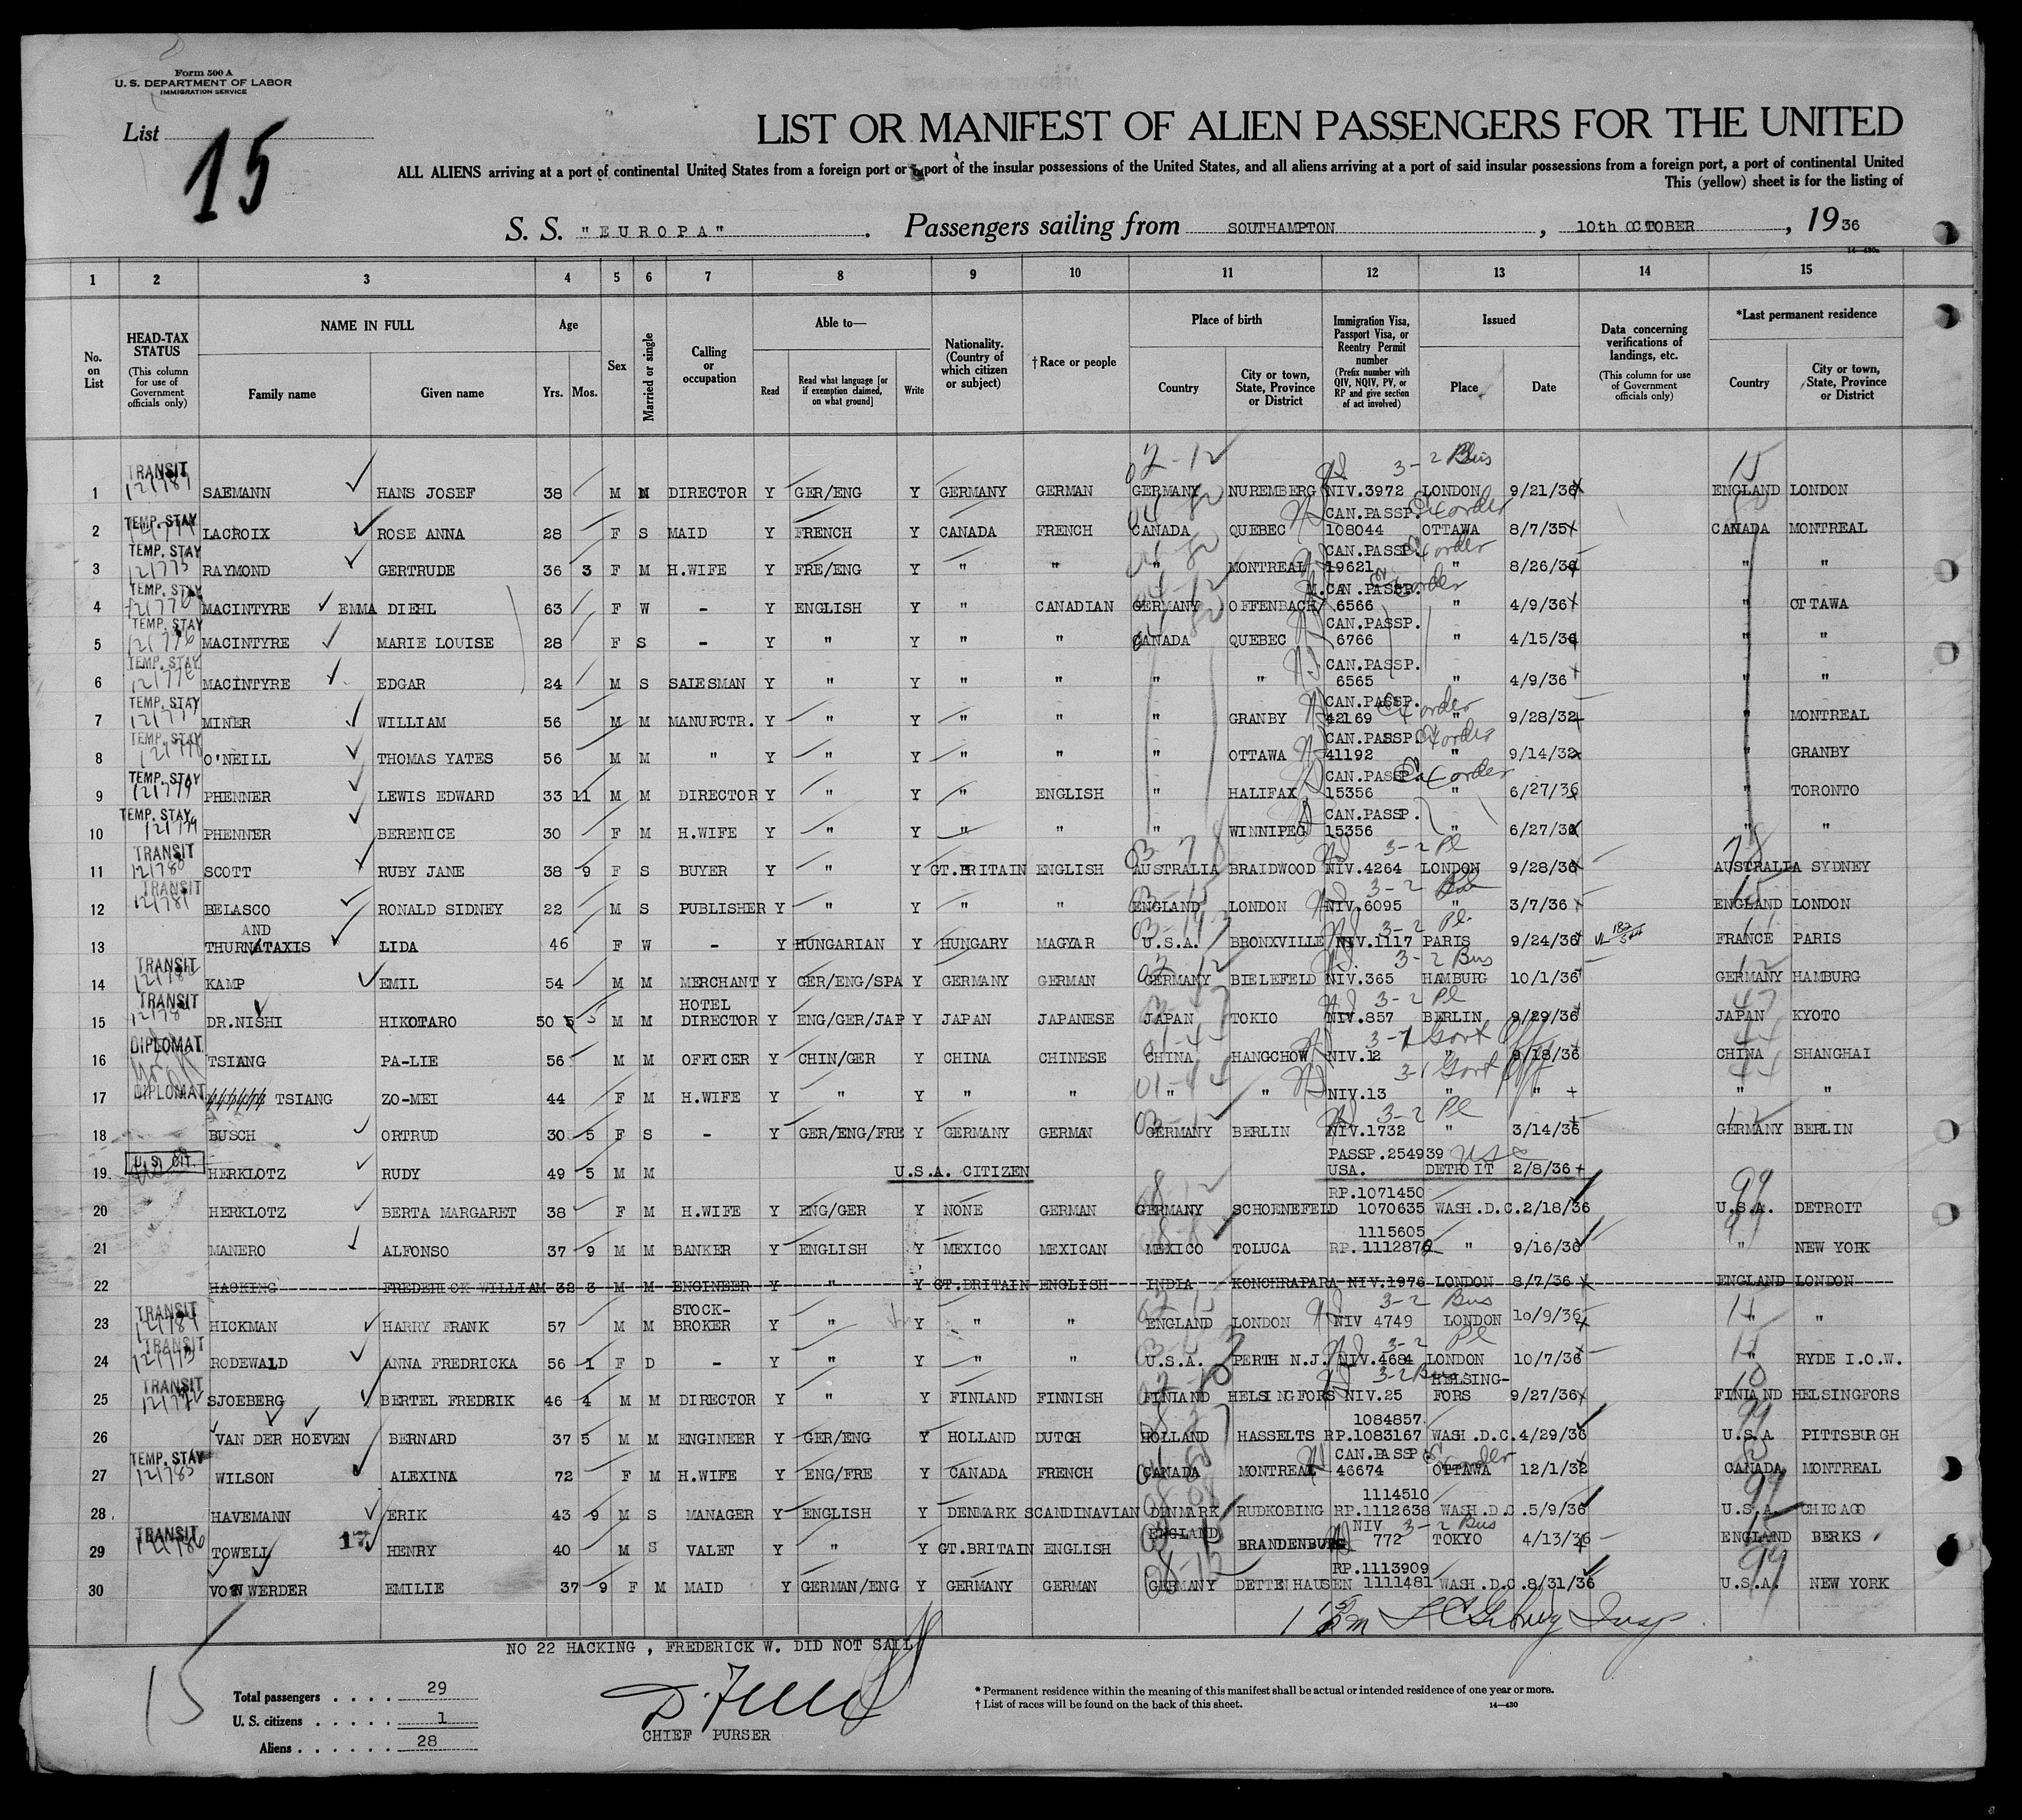 Form 500 A
U. S. DEPARTMENT OF LABOR
IMMIGRATION SERVICE
List 15
LIST OR MANIFEST OF ALIEN PASSENGERS FOR THE UNITED
ALL ALIENS arriving at a port of continental United States from a foreign port or a port of the insular possessions of the United States, and all aliens arriving at a port of said insular possessions from a foreign port, a port of continental United
This (yellow) sheet is for the listing of
S. S. "EUROPA". Passengers sailing from SOUTHAMPTON, 10th OCTOBER, 19 36
1 2 3 4 5 6 7 8 9 10 11 12 13 14 15
No. on List
HEAD-TAX STATUS (This column for use of Government officials only)
NAME IN FULL Family name Given name
Age Yrs. Mos.
Sex
Married or single
Calling or occupation
Able to— Read Read what language [or if exemption claimed, on what ground] Write
Nationality. (Country of which citizen or subject)
†Race or people
Place of birth Country City or town, State, Province or District
Immigration Visa, Passport Visa, or Reentry Permit number (Prefix number with QIV, NQIV, PV, or RP and give section of act involved)
Issued Place Date
Data concerning verifications of landings, etc. (This column for use of Government officials only)
*Last permanent residence Country City or town, State, Province or District
1 TRANSIT SAEMANN HANS JOSEF 38 M M DIRECTOR Y GER/ENG Y GERMANY GERMAN GERMANY NUREMBERG NIV.3972 LONDON 9/21/36 ENGLAND LONDON
2 TEMP. STAY LACROIX ROSE ANNA 28 F S MAID Y FRENCH Y CANADA FRENCH CANADA QUEBEC CAN.PASSP. 108044 OTTAWA 8/7/35 CANADA MONTREAL
3 TEMP. STAY RAYMOND GERTRUDE 36 3 F M H.WIFE Y FRE/ENG Y " " " MONTREAL CAN.PASSP. 19621 " 8/26/36 " "
4 TEMP. STAY MACINTYRE EMMA DIEHL 63 F W - Y ENGLISH Y " CANADIAN GERMANY OFFENBACH CAN.PASSP. 6566 " 4/9/36 " OTTAWA
5 TEMP. STAY MACINTYRE MARIE LOUISE 28 F S - Y " Y " " CANADA QUEBEC CAN.PASSP. 6766 " 4/15/36 " "
6 TEMP. STAY MACINTYRE EDGAR 24 M S SALESMAN Y " Y " " " " CAN.PASSP. 6565 " 4/9/36 " "
7 TEMP. STAY MINER WILLIAM 56 M M MANUFCTR. Y " Y " " " GRANBY CAN.PASSP. 42169 " 9/28/32 " MONTREAL
8 TEMP. STAY O'NEILL THOMAS YATES 56 M M " Y " Y " " " OTTAWA CAN.PASSP. 41192 " 9/14/32 " GRANBY
9 TEMP. STAY PHENNER LEWIS EDWARD 33 11 M M DIRECTOR Y " Y " ENGLISH " HALIFAX CAN.PASSP. 15356 " 6/27/36 " TORONTO
10 TEMP. STAY PHENNER BERENICE 30 F M H.WIFE Y " Y " " " WINNIPEG CAN.PASSP. 15356 " 6/27/36 " "
11 TRANSIT SCOTT RUBY JANE 38 9 F S BUYER Y " Y GT.BRITAIN ENGLISH AUSTRALIA BRAIDWOOD NIV.4264 LONDON 9/28/36 AUSTRALIA SYDNEY
12 TRANSIT BELASCO RONALD SIDNEY 22 M S PUBLISHER Y " Y " " ENGLAND LONDON NIV.6095 " 3/7/36 ENGLAND LONDON
13 THURN AND TAXIS LIDA 46 F W - Y HUNGARIAN Y HUNGARY MAGYAR U.S.A. BRONXVILLE NIV.1117 PARIS 9/24/36 FRANCE PARIS
14 TRANSIT KAMP EMIL 54 M M MERCHANT Y GER/ENG/SPA Y GERMANY GERMAN GERMANY BIELEFELD NIV.365 HAMBURG 10/1/36 GERMANY HAMBURG
15 TRANSIT DR.NISHI HIKOTARO 50 5 M M HOTEL DIRECTOR Y ENG/GER/JAP Y JAPAN JAPANESE JAPAN TOKIO NIV.857 BERLIN 9/29/36 JAPAN KYOTO
16 DIPLOMAT TSIANG PA-LIE 56 M M OFFICER Y CHIN/GER Y CHINA CHINESE CHINA HANGCHOW NIV.12 " 9/18/36 CHINA SHANGHAI
17 DIPLOMAT TSIANG ZO-MEI 44 F M H.WIFE Y " Y " " " " NIV.13 " " " "
18 BUSCH ORTRUD 30 5 F S - Y GER/ENG/FRE Y GERMANY GERMAN GERMANY BERLIN NIV.1732 " 3/14/36 GERMANY BERLIN
19 U.S. CIT. HERKLOTZ RUDY 49 5 M M U.S.A. CITIZEN PASSP.254939 USA. DETROIT 2/8/36
20 HERKLOTZ BERTA MARGARET 38 F M H.WIFE Y ENG/GER Y NONE GERMAN GERMANY SCHOENEFELD RP.1071450 1070635 WASH.D.C. 2/18/36 U.S.A. DETROIT
21 MANERO ALFONSO 37 9 M M BANKER Y ENGLISH Y MEXICO MEXICAN MEXICO TOLUCA 1115605 RP.1112876 " 9/16/36 " NEW YORK
22 HACKING FREDERICK WILLIAM 32 3 M M ENGINEER Y " Y GT.BRITAIN ENGLISH INDIA KONCHRAPARA NIV.1976 LONDON 8/7/36 ENGLAND LONDON
23 TRANSIT HICKMAN HARRY FRANK 57 M M STOCK-BROKER Y " Y " " ENGLAND LONDON NIV 4749 LONDON 10/9/36 " "
24 TRANSIT RODEWALD ANNA FREDRICKA 56 1 F D - Y " Y " " U.S.A. PERTH N.J. NIV.4684 LONDON 10/7/36 " RYDE I.O.W.
25 TRANSIT SJOEBERG BERTEL FREDRIK 46 4 M M DIRECTOR Y " Y FINLAND FINNISH FINLAND HELSINGFORS NIV.25 HELSING-FORS 9/27/36 FINLAND HELSINGFORS
26 VAN DER HOEVEN BERNARD 37 5 M M ENGINEER Y GER/ENG Y HOLLAND DUTCH HOLLAND HASSELTS 1084857 RP.1083167 WASH.D.C. 4/29/36 U.S.A. PITTSBURGH
27 TEMP. STAY WILSON ALEXINA 72 F M H.WIFE Y ENG/FRE Y CANADA FRENCH CANADA MONTREAL CAN.PASSP 46674 OTTAWA 12/1/32 CANADA MONTREAL
28 HAVEMANN ERIK 43 9 M S MANAGER Y ENGLISH Y DENMARK SCANDINAVIAN DENMARK RUDKOBING 1114510 RP.1112638 WASH.D.C. 5/9/36 U.S.A. CHICAGO
29 TRANSIT TOWELL 17 HENRY 40 M S VALET Y " Y GT.BRITAIN ENGLISH ENGLAND BRANDENBURG NIV 772 TOKYO 4/13/36 ENGLAND BERKS
30 VON WERDER EMILIE 37 9 F M MAID Y GERMAN/ENG Y GERMANY GERMAN GERMANY DETTENHAUSEN RP.1113909 1111481 WASH.D.C. 8/31/36 U.S.A. NEW YORK
NO 22 HACKING , FREDERICK W. DID NOT SAIL
15
Total passengers . . . . 29
U. S. citizens . . . . . 1
Aliens . . . . . . 28
CHIEF PURSER
* Permanent residence within the meaning of this manifest shall be actual or intended residence of one year or more.
† List of races will be found on the back of this sheet.
14—430